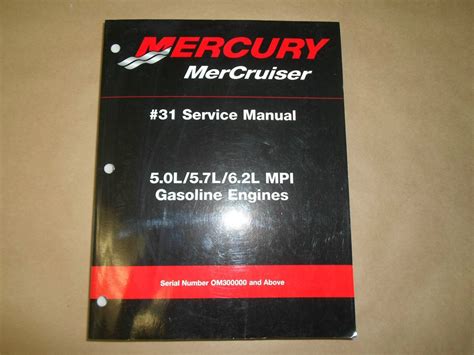 MERCURY
MerCruiser
#31 Service Manual
5.0L/5.7L/6.2L MPI
Gasoline Engines
Serial Number OM300000 and Above